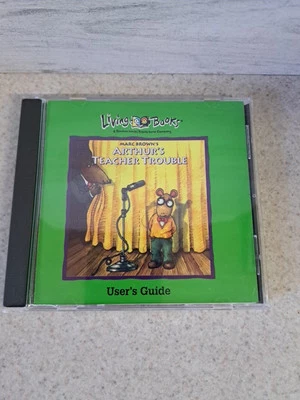 Living Books
MARC BROWN'S
ARTHUR'S
TEACHER TROUBLE
User's Guide